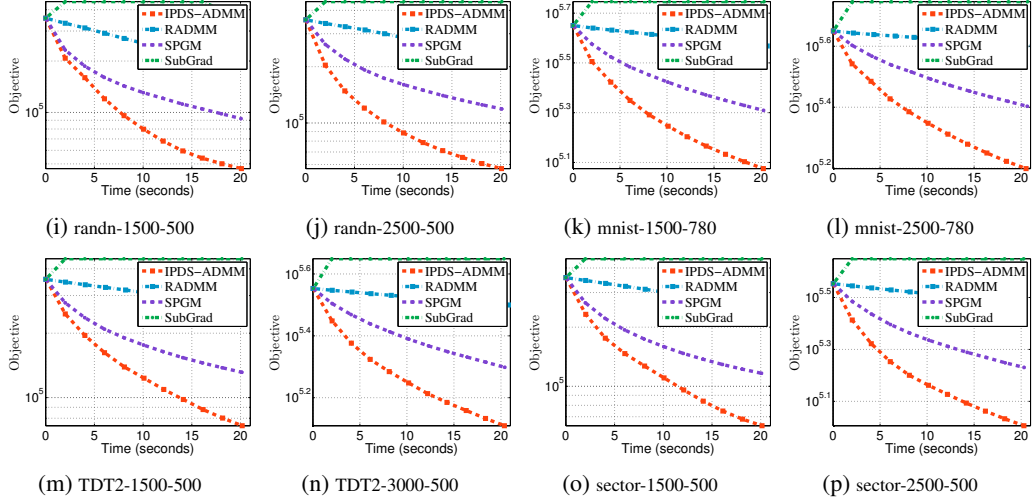 IPDS-ADMM
RADMM
SPGM
SubGrad
Objective
10^5
0 5 10 15 20
Time (seconds)
(i) randn-1500-500
IPDS-ADMM
RADMM
SPGM
SubGrad
Objective
10^5
0 5 10 15 20
Time (seconds)
(j) randn-2500-500
10^5.7
10^5.5
10^5.3
10^5.1
IPDS-ADMM
RADMM
SPGM
SubGrad
Objective
0 5 10 15 20
Time (seconds)
(k) mnist-1500-780
10^5.6
10^5.4
10^5.2
IPDS-ADMM
RADMM
SPGM
SubGrad
Objective
0 5 10 15 20
Time (seconds)
(l) mnist-2500-780
IPDS-ADMM
RADMM
SPGM
SubGrad
Objective
10^5
0 5 10 15 20
Time (seconds)
(m) TDT2-1500-500
10^5.6
10^5.4
10^5.2
IPDS-ADMM
RADMM
SPGM
SubGrad
Objective
0 5 10 15 20
Time (seconds)
(n) TDT2-3000-500
IPDS-ADMM
RADMM
SPGM
SubGrad
Objective
10^5
0 5 10 15 20
Time (seconds)
(o) sector-1500-500
10^5.5
10^5.3
10^5.1
IPDS-ADMM
RADMM
SPGM
SubGrad
Objective
0 5 10 15 20
Time (seconds)
(p) sector-2500-500